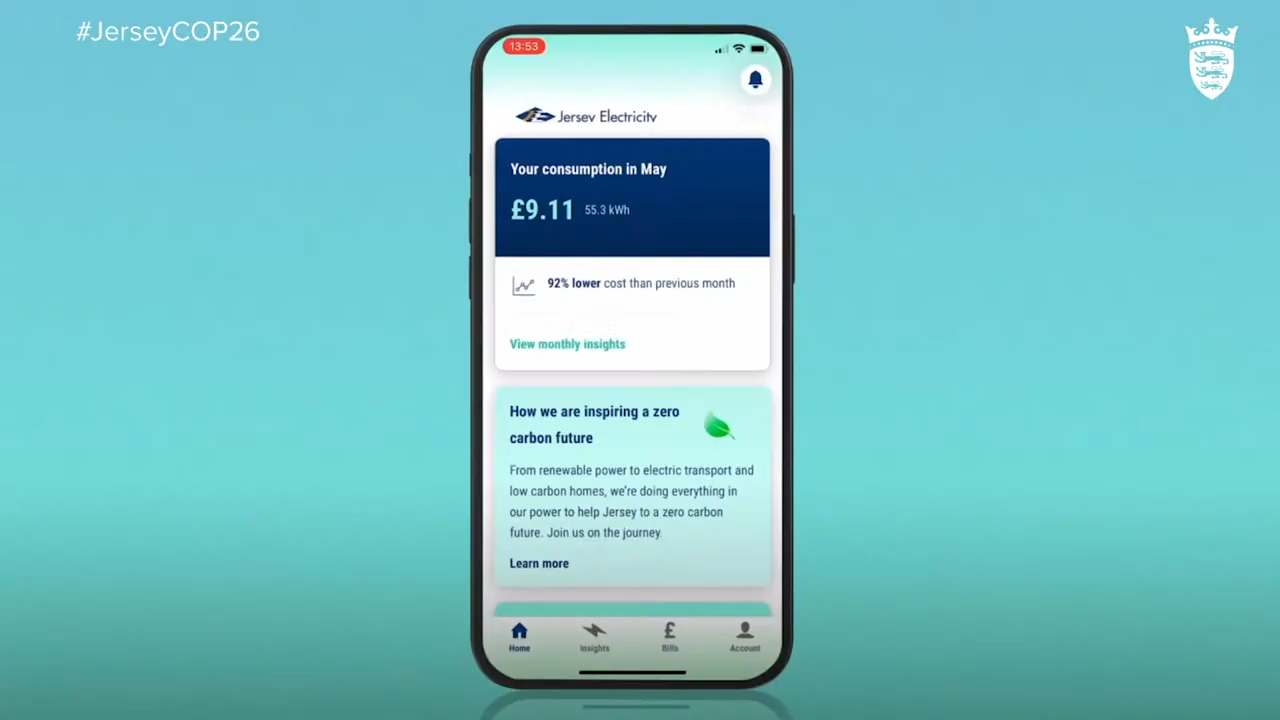 #JerseyCOP26
13:53
Jersey Electricity
Your consumption in May
£9.11 55.3 kWh
92% lower cost than previous month
View monthly insights
How we are inspiring a zero
carbon future
From renewable power to electric transport and
low carbon homes, we're doing everything in
our power to help Jersey to a zero carbon
future. Join us on the journey.
Learn more
Home Insights Bills Account